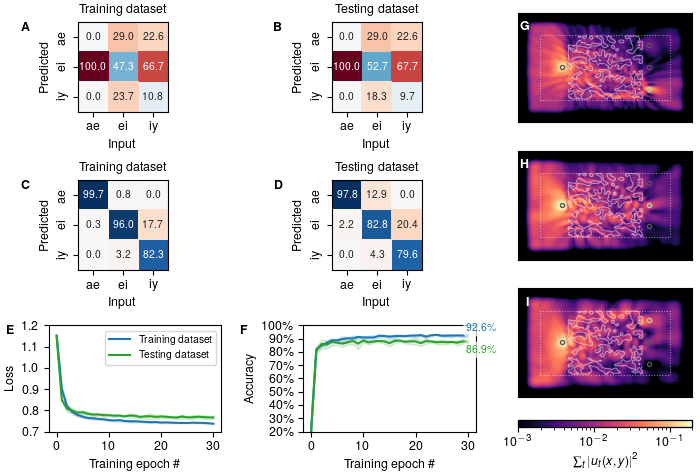 A
Training dataset
Predicted
ae
ei
iy
0.0 29.0 22.6
100.0 47.3 66.7
0.0 23.7 10.8
ae ei iy
Input
B
Testing dataset
Predicted
ae
ei
iy
0.0 29.0 22.6
100.0 52.7 67.7
0.0 18.3 9.7
ae ei iy
Input
C
Training dataset
Predicted
ae
ei
iy
99.7 0.8 0.0
0.3 96.0 17.7
0.0 3.2 82.3
ae ei iy
Input
D
Testing dataset
Predicted
ae
ei
iy
97.8 12.9 0.0
2.2 82.8 20.4
0.0 4.3 79.6
ae ei iy
Input
E
Loss
1.2
1.1
1.0
0.9
0.8
0.7
Training dataset
Testing dataset
0 10 20 30
Training epoch #
F
Accuracy
100%
90%
80%
70%
60%
50%
40%
30%
20%
92.6%
86.9%
0 10 20 30
Training epoch #
G
H
I
10⁻³ 10⁻² 10⁻¹
∑ₜ|uₜ(x, y)|²